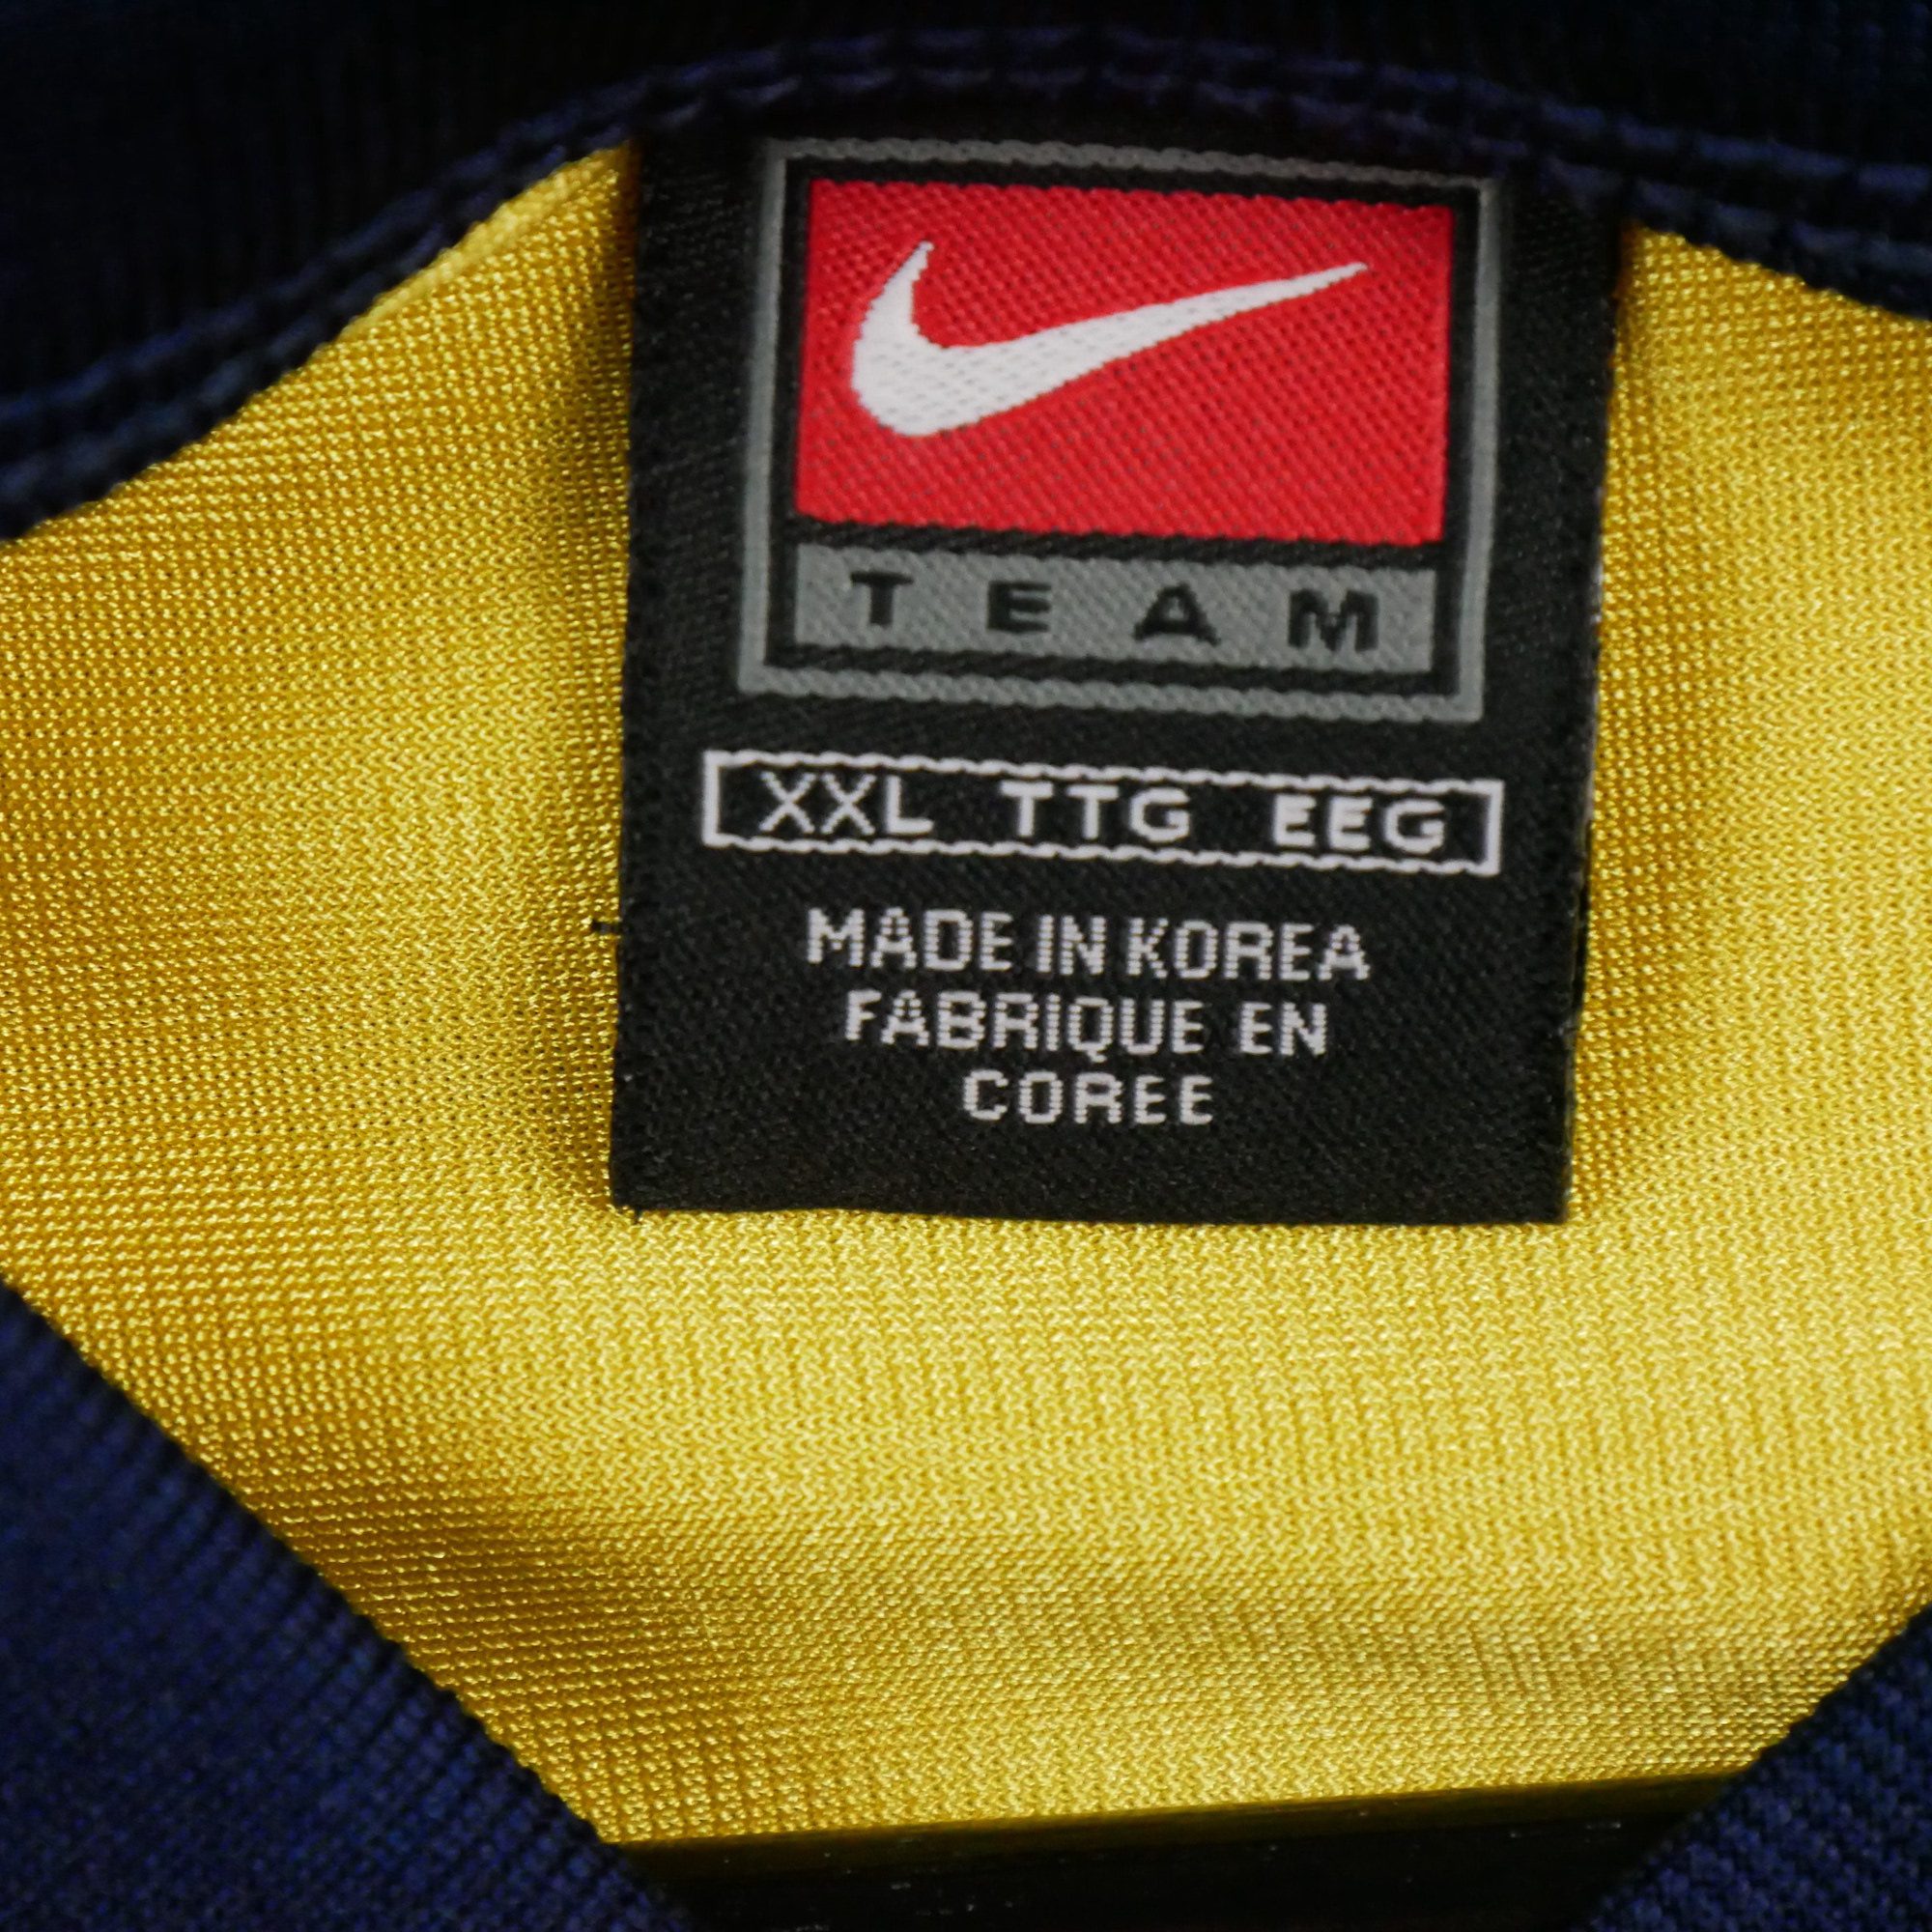 TEAM
XXL TTG EEG
MADE IN KOREA
FABRIQUE EN
COREE